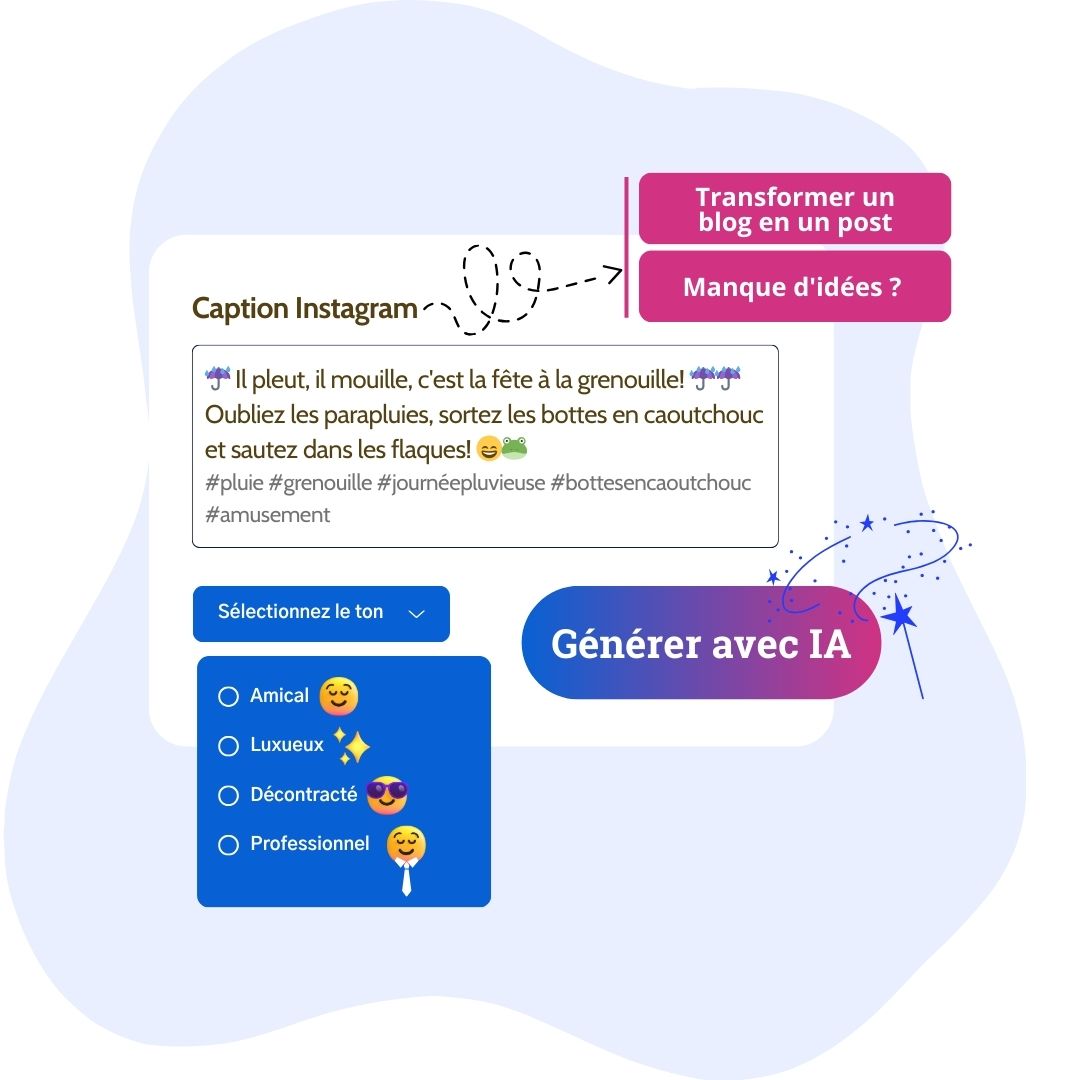 Transformer un
blog en un post
Manque d'idées ?
Caption Instagram
☔ Il pleut, il mouille, c'est la fête à la grenouille! ☔☔
Oubliez les parapluies, sortez les bottes en caoutchouc
et sautez dans les flaques! 😄🐸
#pluie #grenouille #journéepluvieuse #bottesencaoutchouc
#amusement
Sélectionnez le ton
Générer avec IA
Amical
Luxueux
Décontracté
Professionnel